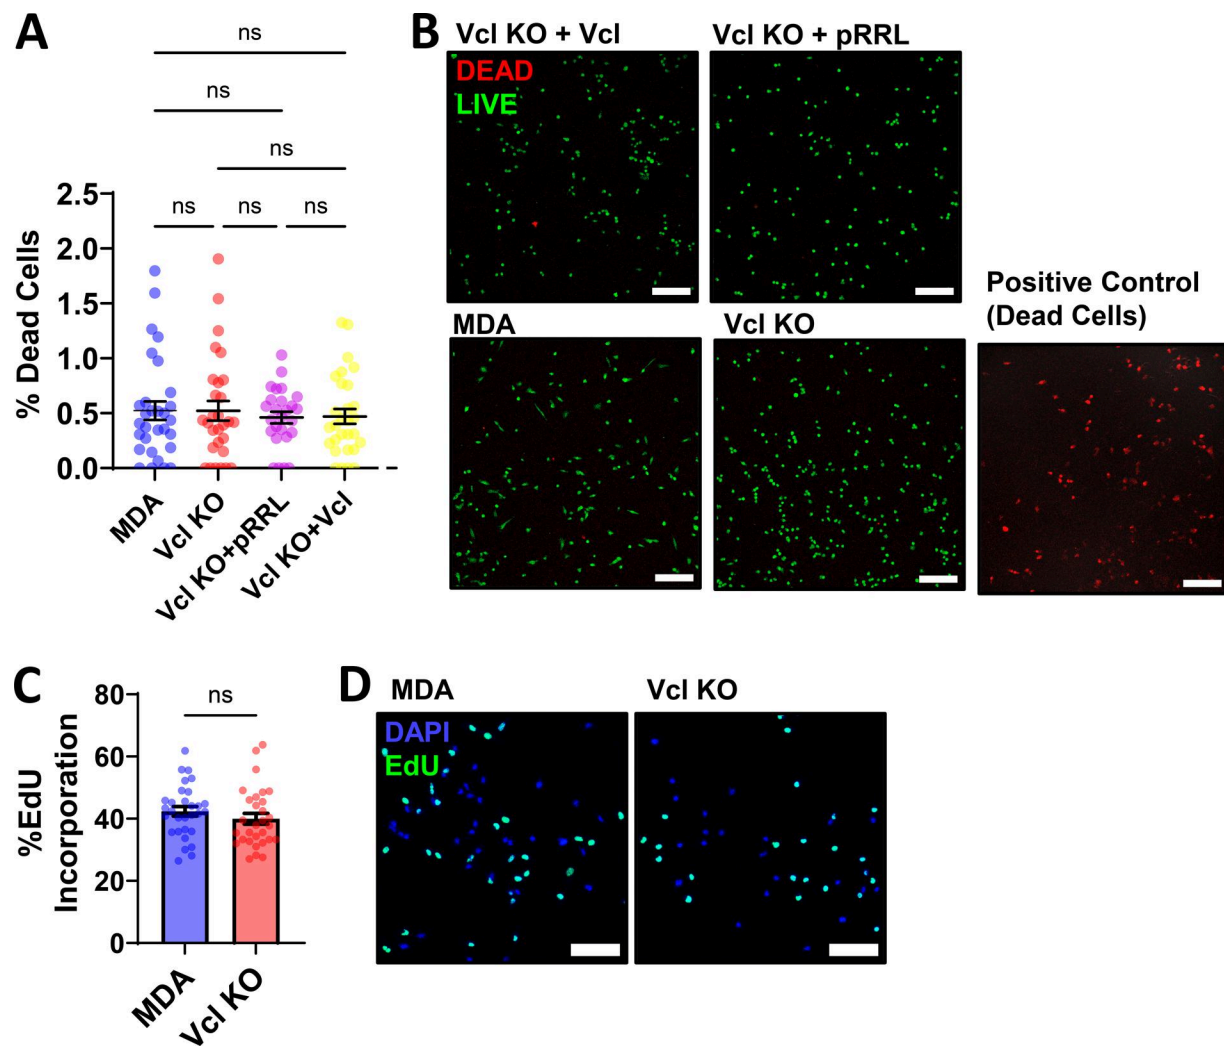 A
ns
ns
ns
ns
ns
ns
% Dead Cells
2.5
2.0
1.5
1.0
0.5
0.0
MDA
Vcl KO
Vcl KO+pRRL
Vcl KO+Vcl
B
Vcl KO + Vcl
Vcl KO + pRRL
DEAD
LIVE
MDA
Vcl KO
Positive Control
(Dead Cells)
C
ns
%EdU
Incorporation
80
60
40
20
0
MDA
Vcl KO
D
MDA
Vcl KO
DAPI
EdU